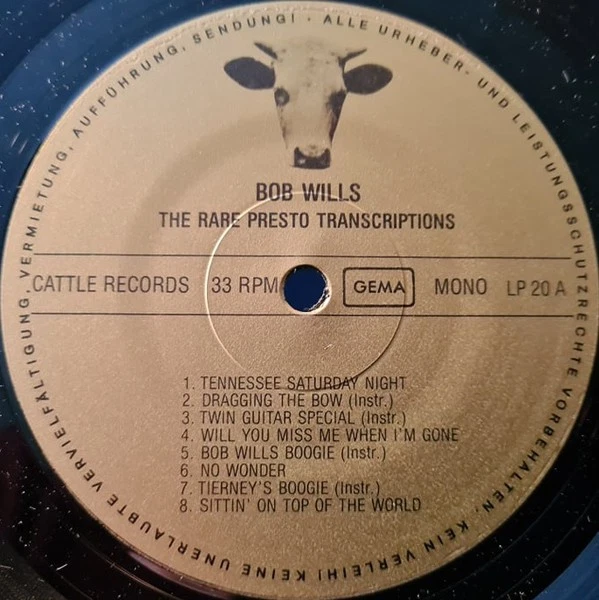 BOB WILLS
THE RARE PRESTO TRANSCRIPTIONS
CATTLE RECORDS 33 RPM GEMA MONO LP 20 A
1. TENNESSEE SATURDAY NIGHT
2. DRAGGING THE BOW (Instr.)
3. TWIN GUITAR SPECIAL (Instr.)
4. WILL YOU MISS ME WHEN I'M GONE
5. BOB WILLS BOOGIE (Instr.)
6. NO WONDER
7. TIERNEY'S BOOGIE (Instr.)
8. SITTIN' ON TOP OF THE WORLD
ALLE URHEBER- UND LEISTUNGSSCHUTZRECHTE VORBEHALTEN, KEIN VERLEIH! KEINE UNERLAUBTE VERVIELFÄLTIGUNG, VERMIETUNG, AUFFÜHRUNG, SENDUNG! ·